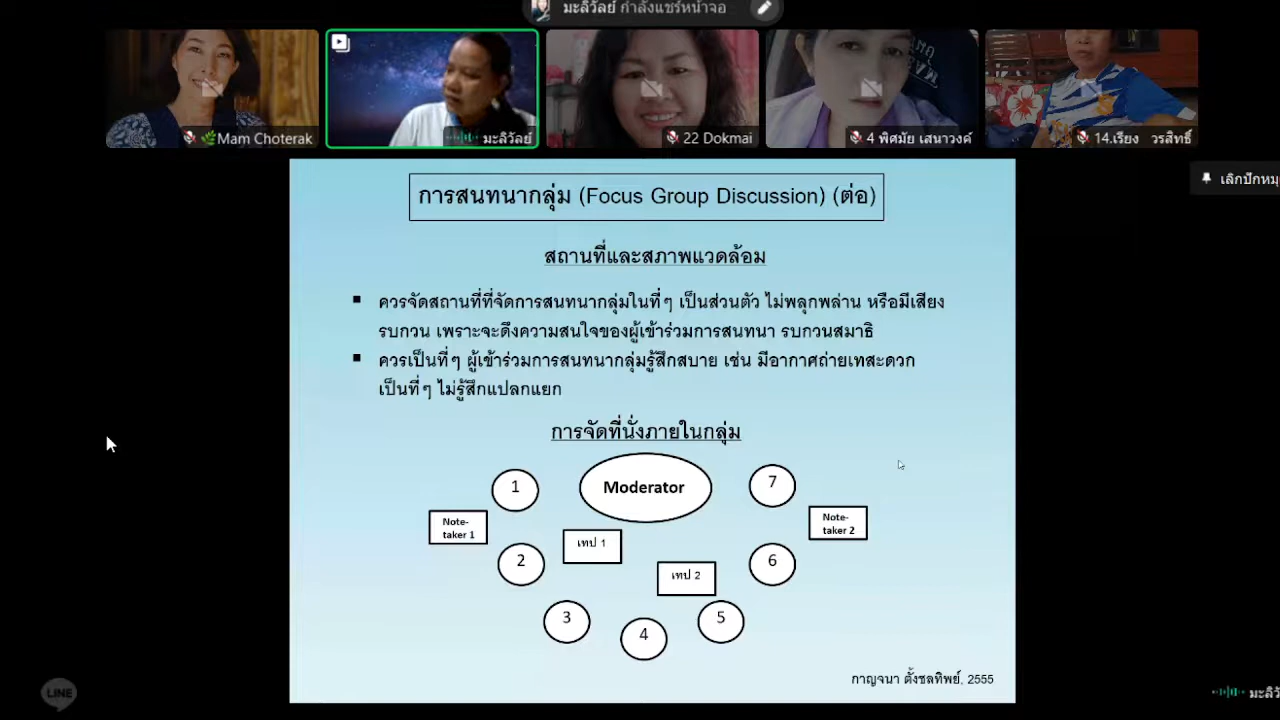 มะลิวัลย์ กำลังแชร์หน้าจอ
🌿Mam Choterak
มะลิวัลย์
22 Dokmai
4 พิศมัย เสนาวงค์
14.เรียง วรสิทธิ์
เลิกปักหมุ
การสนทนากลุ่ม (Focus Group Discussion) (ต่อ)
สถานที่และสภาพแวดล้อม
▪ ควรจัดสถานที่ที่จัดการสนทนากลุ่มในที่ๆ เป็นส่วนตัว ไม่พลุกพล่าน หรือมีเสียง
รบกวน เพราะจะดึงความสนใจของผู้เข้าร่วมการสนทนา รบกวนสมาธิ
▪ ควรเป็นที่ๆ ผู้เข้าร่วมการสนทนากลุ่มรู้สึกสบาย เช่น มีอากาศถ่ายเทสะดวก
เป็นที่ๆ ไม่รู้สึกแปลกแยก
การจัดที่นั่งภายในกลุ่ม
1
Moderator
7
Note-
taker 1
Note-
taker 2
เทป 1
2
เทป 2
6
3
4
5
กาญจนา ตั้งชลทิพย์, 2555
LINE
มะลิวั